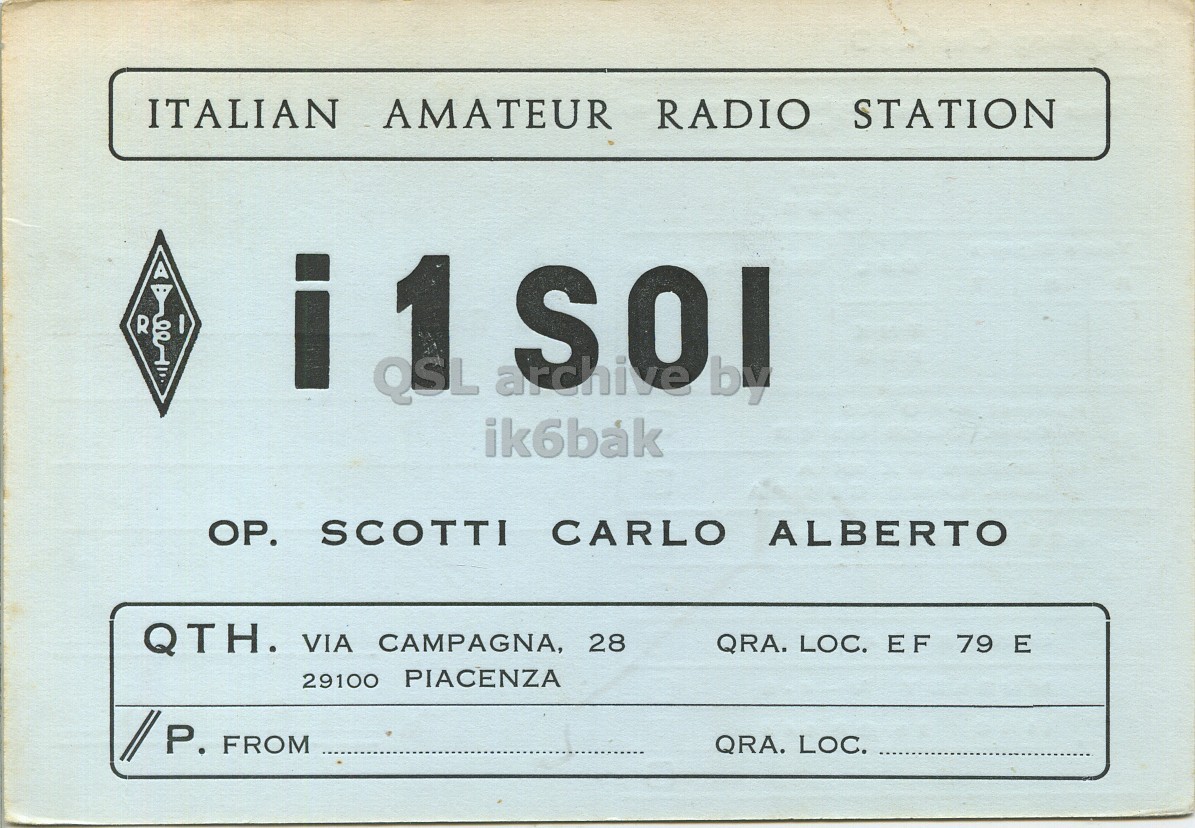 ITALIAN AMATEUR RADIO STATION
A
R I
i1SOI
QSL archive by
ik6bak
OP. SCOTTI CARLO ALBERTO
QTH. VIA CAMPAGNA, 28 QRA. LOC. EF 79 E
29100 PIACENZA
//P. FROM ........ QRA. LOC. ........